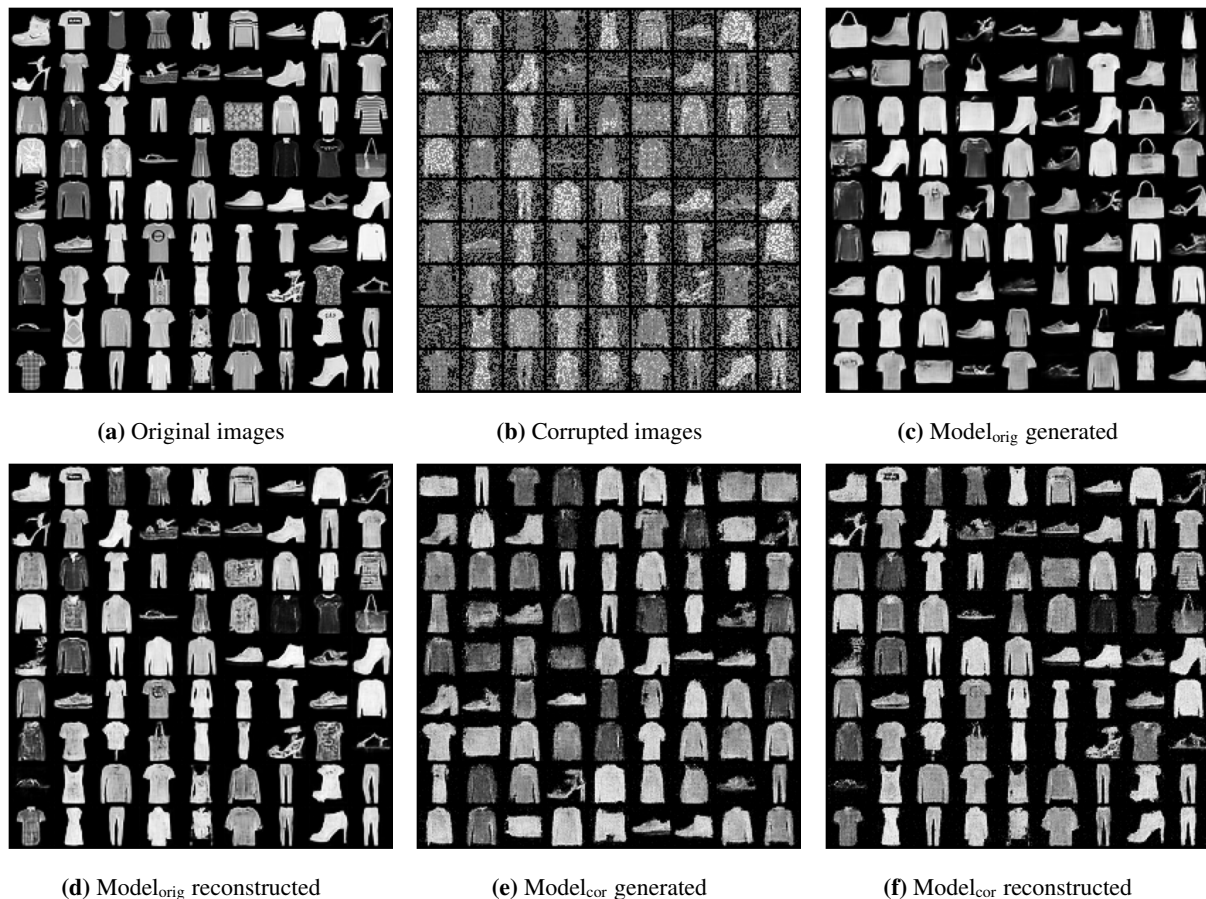 (a) Original images
(b) Corrupted images
(c) Model_orig generated
(d) Model_orig reconstructed
(e) Model_cor generated
(f) Model_cor reconstructed